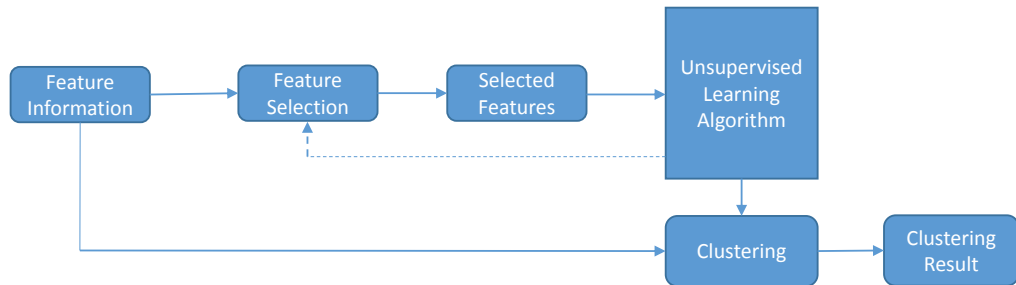 Feature
Information
Feature
Selection
Selected
Features
Unsupervised
Learning
Algorithm
Clustering
Clustering
Result